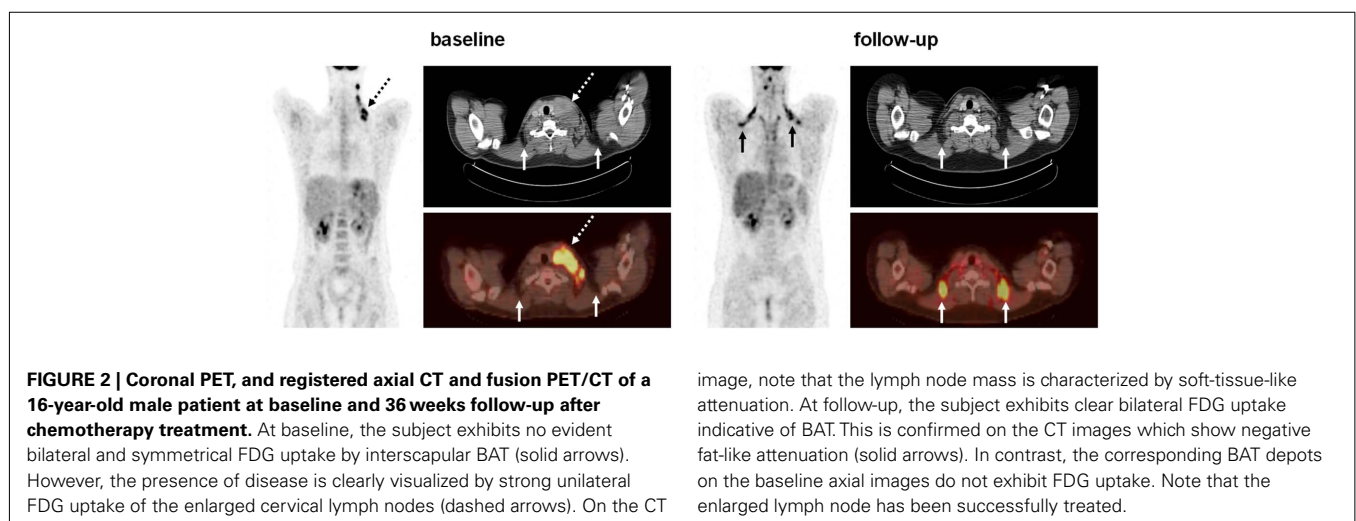 baseline
follow-up
FIGURE 2 | Coronal PET, and registered axial CT and fusion PET/CT of a
16-year-old male patient at baseline and 36 weeks follow-up after
chemotherapy treatment. At baseline, the subject exhibits no evident
bilateral and symmetrical FDG uptake by interscapular BAT (solid arrows).
However, the presence of disease is clearly visualized by strong unilateral
FDG uptake of the enlarged cervical lymph nodes (dashed arrows). On the CT
image, note that the lymph node mass is characterized by soft-tissue-like
attenuation. At follow-up, the subject exhibits clear bilateral FDG uptake
indicative of BAT. This is confirmed on the CT images which show negative
fat-like attenuation (solid arrows). In contrast, the corresponding BAT depots
on the baseline axial images do not exhibit FDG uptake. Note that the
enlarged lymph node has been successfully treated.